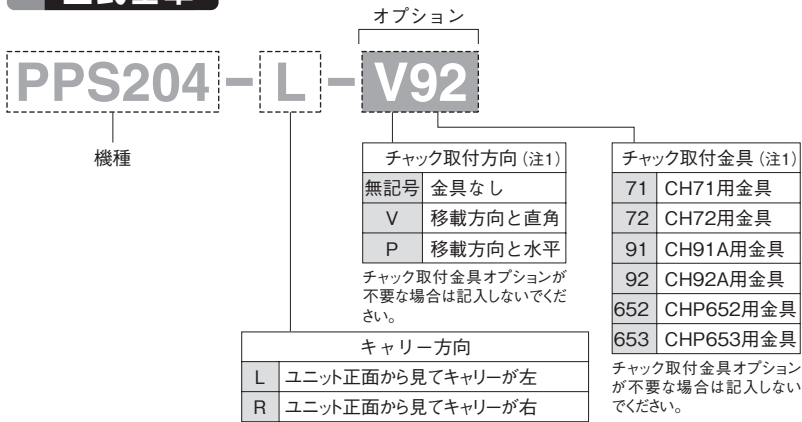 オプション
PPS204-L-V92
機種
チャック取付方向(注1)
無記号 金具なし
V 移載方向と直角
P 移載方向と水平
チャック取付金具オプションが
不要な場合は記入しないでくだ
さい。
チャック取付金具(注1)
71 CH71用金具
72 CH72用金具
91 CH91A用金具
92 CH92A用金具
652 CHP652用金具
653 CHP653用金具
チャック取付金具オプション
が不要な場合は記入しない
でください。
キャリー方向
L ユニット正面から見てキャリーが左
R ユニット正面から見てキャリーが右